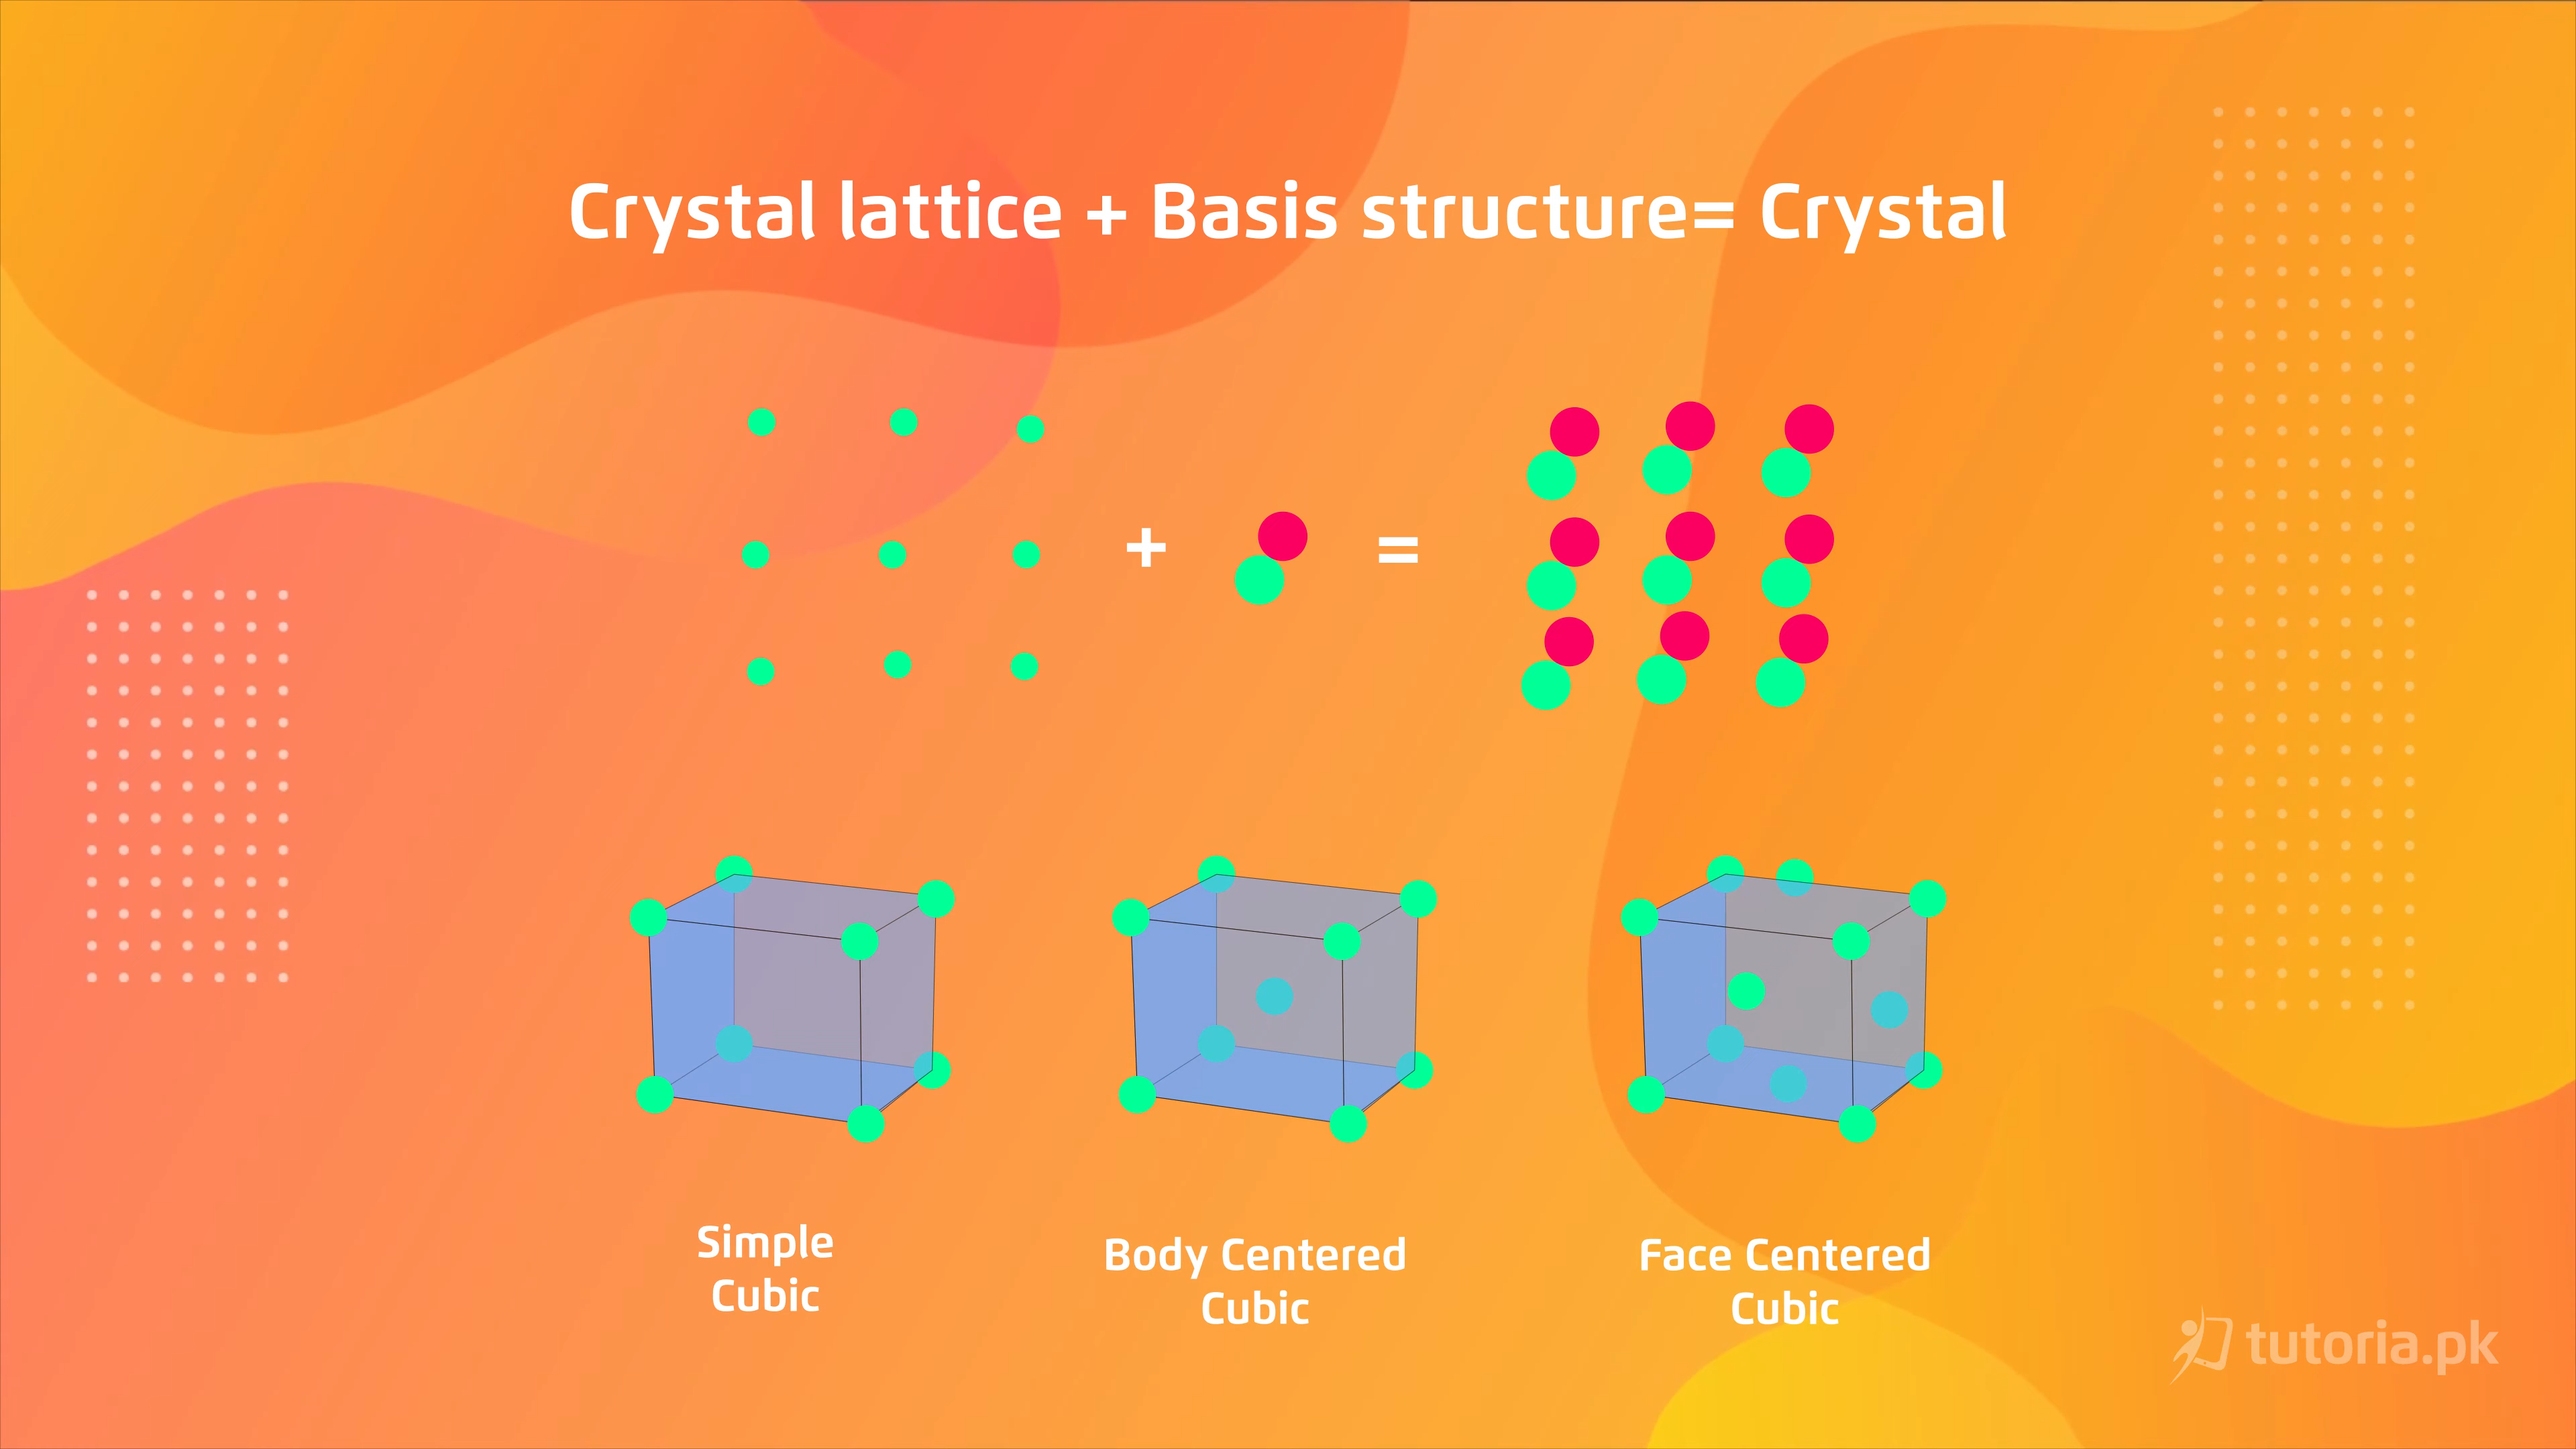 Crystal lattice + Basis structure= Crystal
+ =
Simple
Cubic
Body Centered
Cubic
Face Centered
Cubic
tutoria.pk